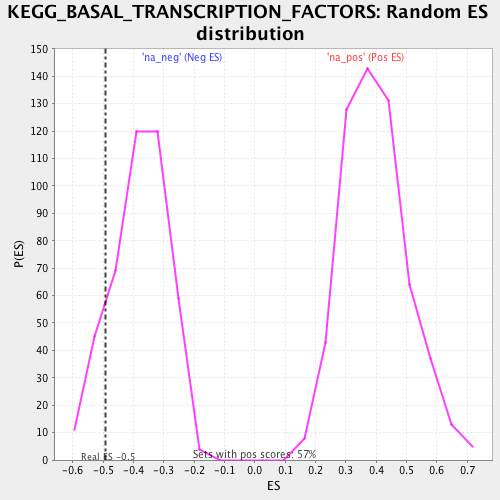 KEGG_BASAL_TRANSCRIPTION_FACTORS: Random ES
distribution
'na_neg' (Neg ES)
'na_pos' (Pos ES)
150
140
130
120
110
100
90
80
70
60
50
40
30
20
10
0
P(ES)
Real ES -0.5
Sets with pos scores: 57%
-0.6 -0.5 -0.4 -0.3 -0.2 -0.1 0.0 0.1 0.2 0.3 0.4 0.5 0.6 0.7
ES